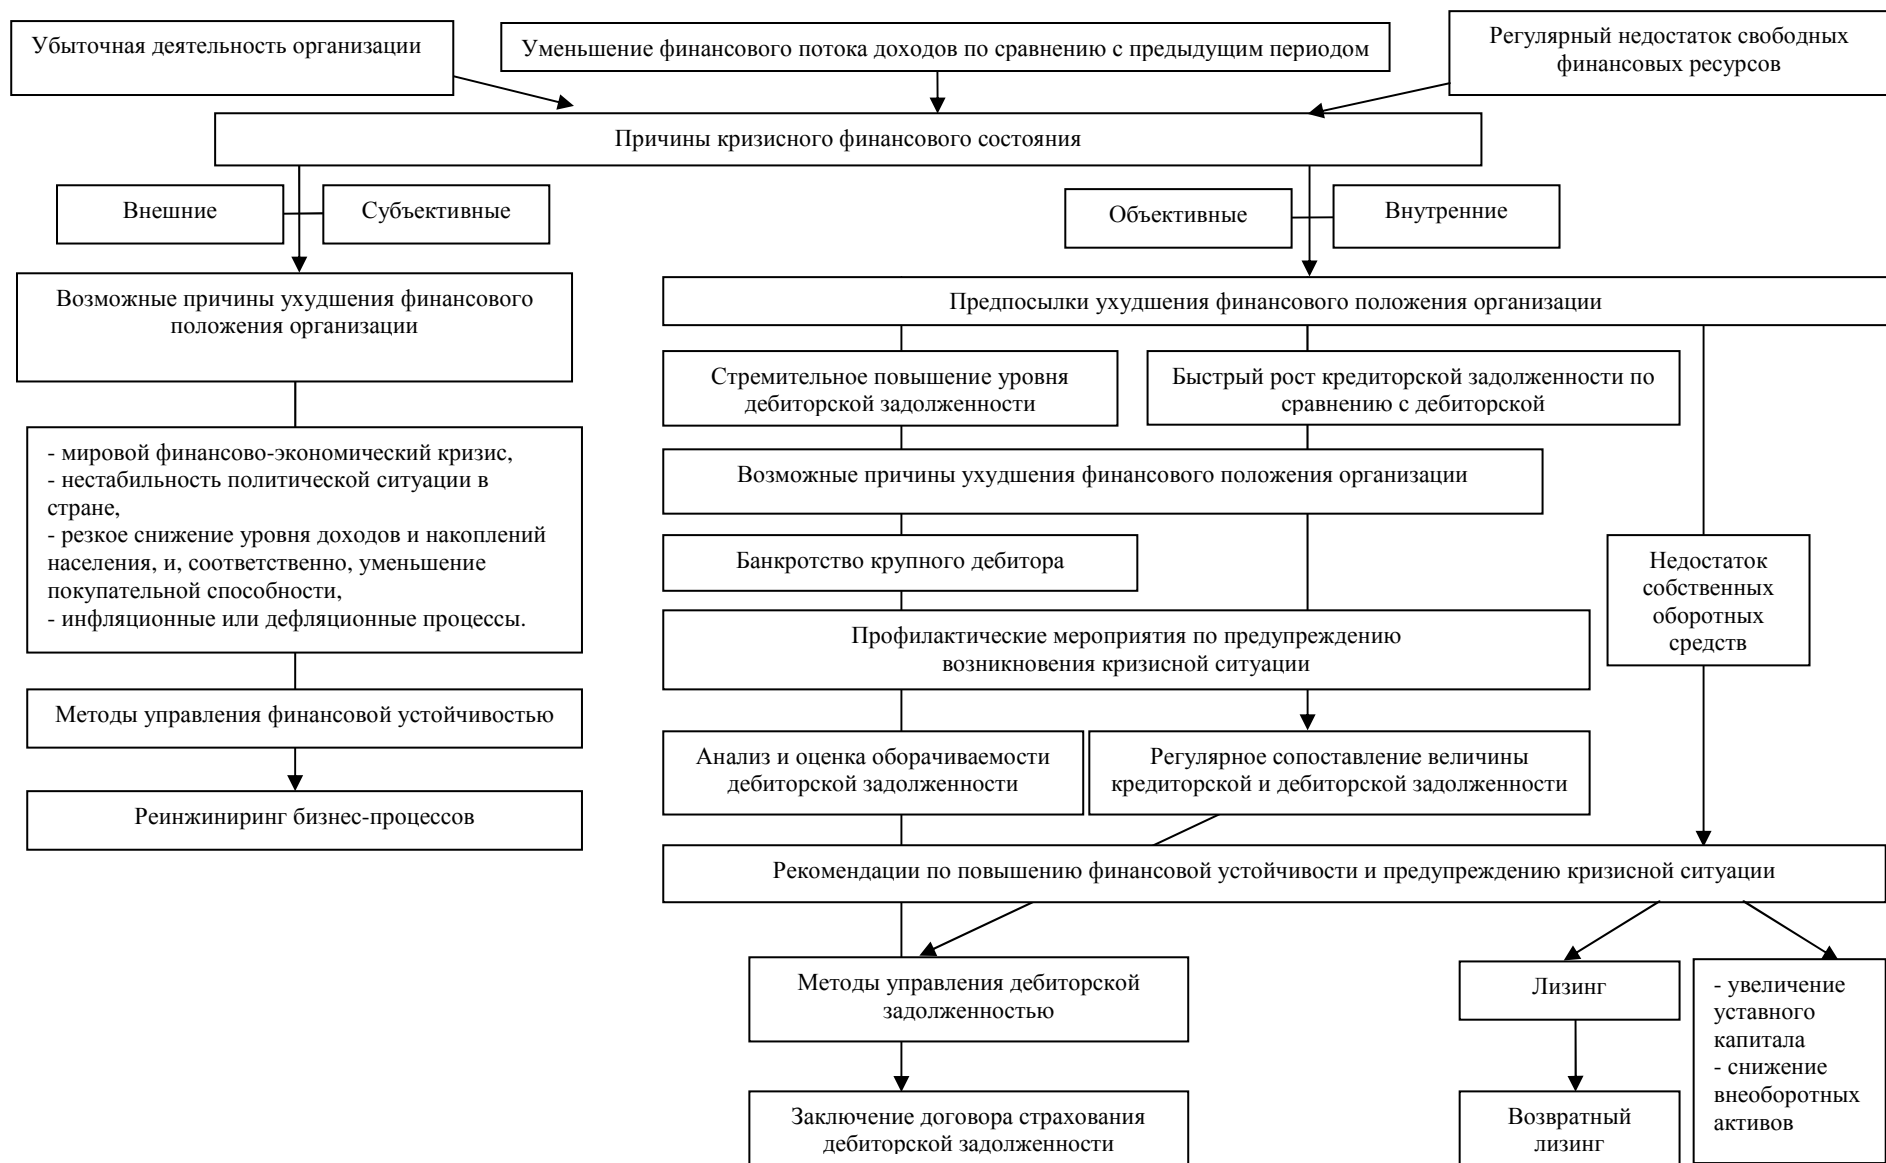 Убыточная деятельность организации
Уменьшение финансового потока доходов по сравнению с предыдущим периодом
Регулярный недостаток свободных
финансовых ресурсов
Причины кризисного финансового состояния
Внешние
Субъективные
Объективные
Внутренние
Возможные причины ухудшения финансового
положения организации
Предпосылки ухудшения финансового положения организации
Стремительное повышение уровня
дебиторской задолженности
Быстрый рост кредиторской задолженности по
сравнению с дебиторской
- мировой финансово-экономический кризис,
- нестабильность политической ситуации в
стране,
- резкое снижение уровня доходов и накоплений
населения, и, соответственно, уменьшение
покупательной способности,
- инфляционные или дефляционные процессы.
Возможные причины ухудшения финансового положения организации
Банкротство крупного дебитора
Недостаток
собственных
оборотных
средств
Профилактические мероприятия по предупреждению
возникновения кризисной ситуации
Методы управления финансовой устойчивостью
Анализ и оценка оборачиваемости
дебиторской задолженности
Регулярное сопоставление величины
кредиторской и дебиторской задолженности
Реинжиниринг бизнес-процессов
Рекомендации по повышению финансовой устойчивости и предупреждению кризисной ситуации
Методы управления дебиторской
задолженностью
Лизинг
- увеличение
уставного
капитала
- снижение
внеоборотных
активов
Заключение договора страхования
дебиторской задолженности
Возвратный
лизинг